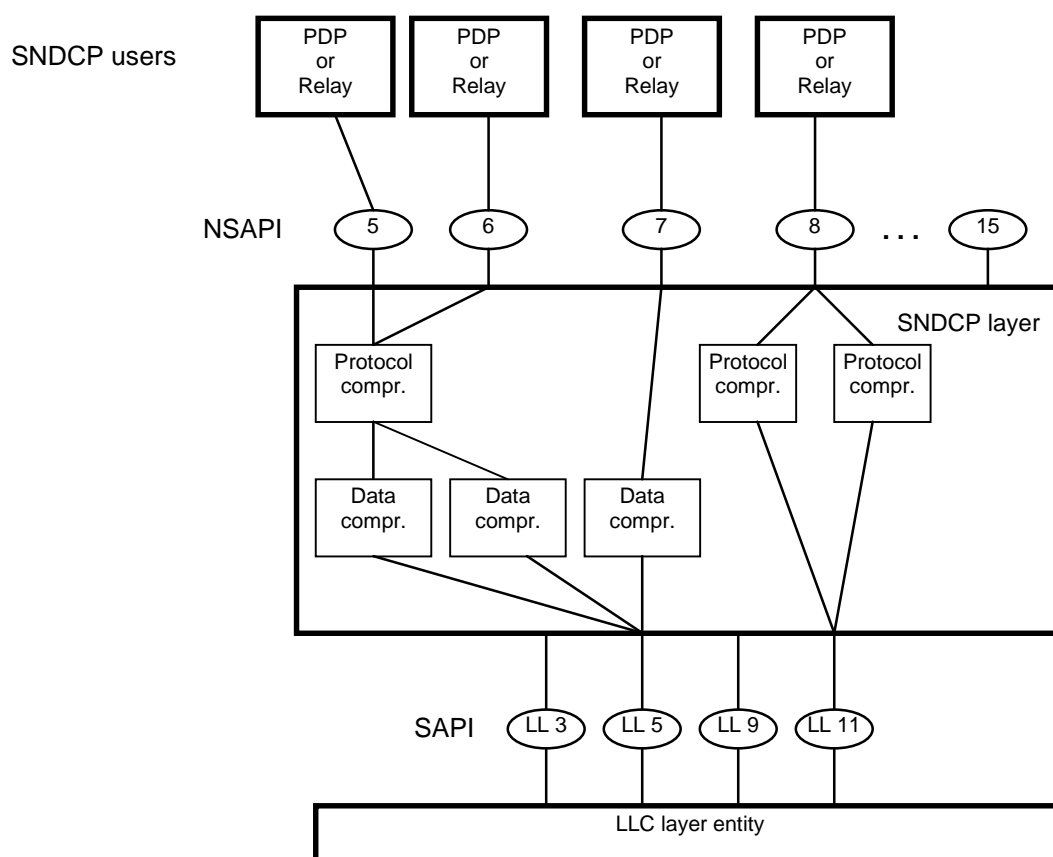 SNDCP users
PDP
or
Relay
PDP
or
Relay
PDP
or
Relay
PDP
or
Relay
NSAPI
5
6
7
8
. . .
15
SNDCP layer
Protocol
compr.
Protocol
compr.
Protocol
compr.
Data
compr.
Data
compr.
Data
compr.
SAPI
LL 3
LL 5
LL 9
LL 11
LLC layer entity